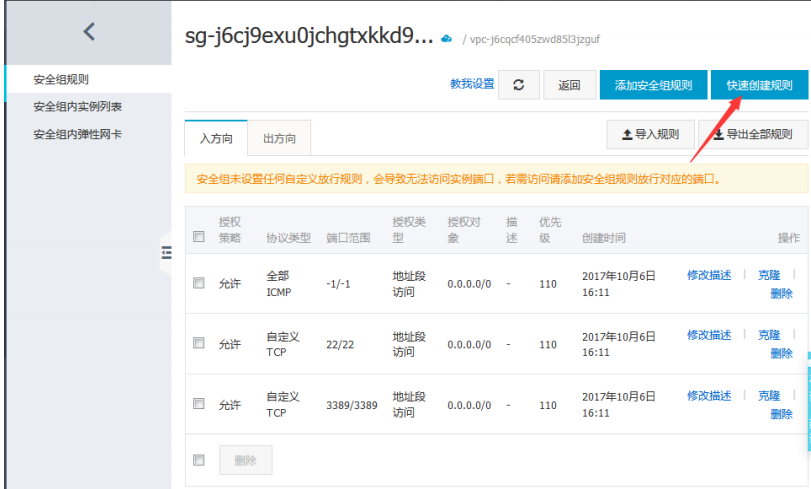 sg-j6cj9exu0jchgtxkkd9... / vpc-j6cqcf405zwd85l3jzguf
教我设置 返回 添加安全组规则 快速创建规则
安全组规则
安全组内实例列表
安全组内弹性网卡
入方向 出方向 导入规则 导出全部规则
安全组未设置任何自定义放行规则，会导致无法访问实例端口，若需访问请添加安全组规则放行对应的端口。
授权策略 协议类型 端口范围 授权类型 授权对象 描述 优先级 创建时间 操作
允许 全部 ICMP -1/-1 地址段访问 0.0.0.0/0 - 110 2017年10月6日 16:11 修改描述 克隆 删除
允许 自定义 TCP 22/22 地址段访问 0.0.0.0/0 - 110 2017年10月6日 16:11 修改描述 克隆 删除
允许 自定义 TCP 3389/3389 地址段访问 0.0.0.0/0 - 110 2017年10月6日 16:11 修改描述 克隆 删除
删除